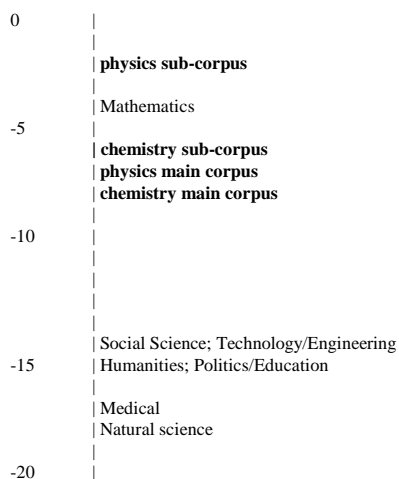 0
physics sub-corpus
Mathematics
-5
chemistry sub-corpus
physics main corpus
chemistry main corpus
-10
Social Science; Technology/Engineering
-15 Humanities; Politics/Education
Medical
Natural science
-20